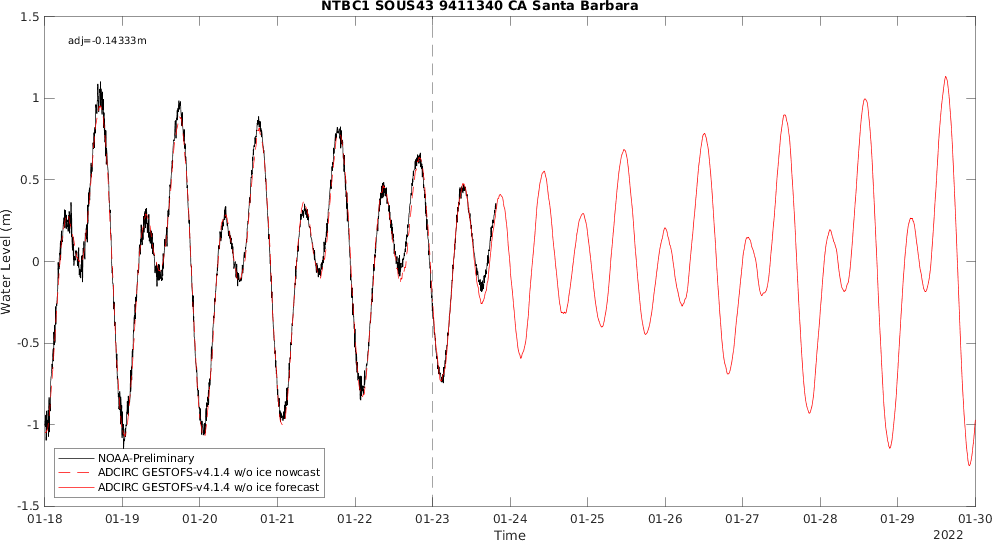 NTBC1 SOUS43 9411340 CA Santa Barbara
adj=-0.14333m
1.5
1
0.5
0
-0.5
-1
-1.5
Water Level (m)
NOAA-Preliminary
ADCIRC GESTOFS-v4.1.4 w/o ice nowcast
ADCIRC GESTOFS-v4.1.4 w/o ice forecast
01-18 01-19 01-20 01-21 01-22 01-23 01-24 01-25 01-26 01-27 01-28 01-29 01-30
Time
2022